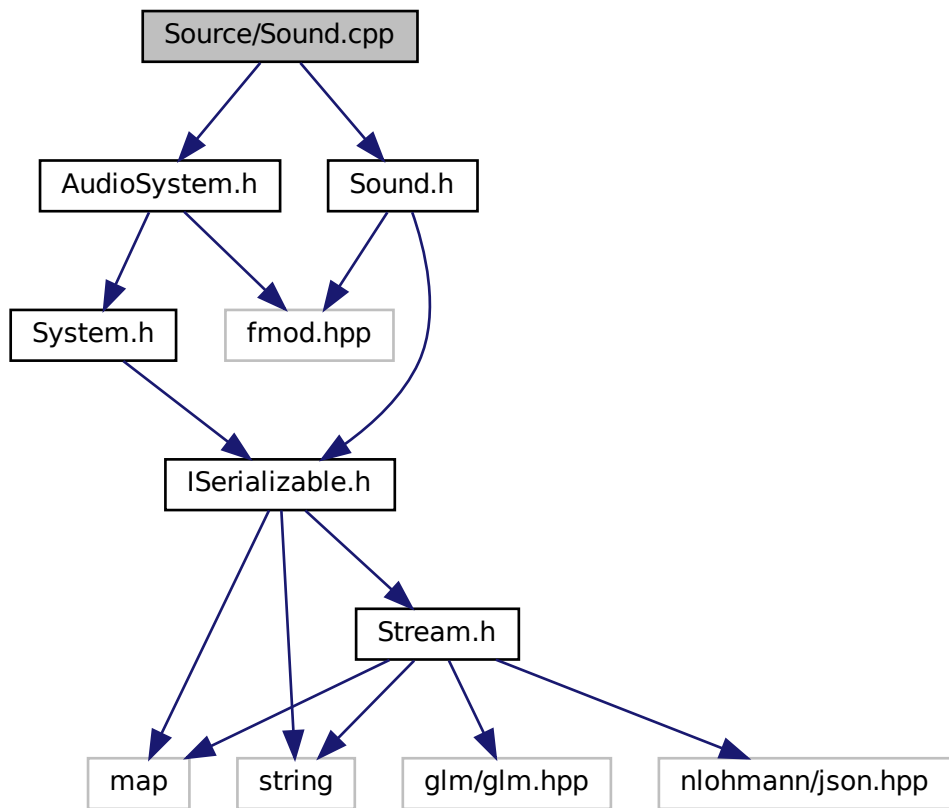 Source/Sound.cpp
AudioSystem.h
Sound.h
System.h
fmod.hpp
ISerializable.h
Stream.h
map
string
glm/glm.hpp
nlohmann/json.hpp